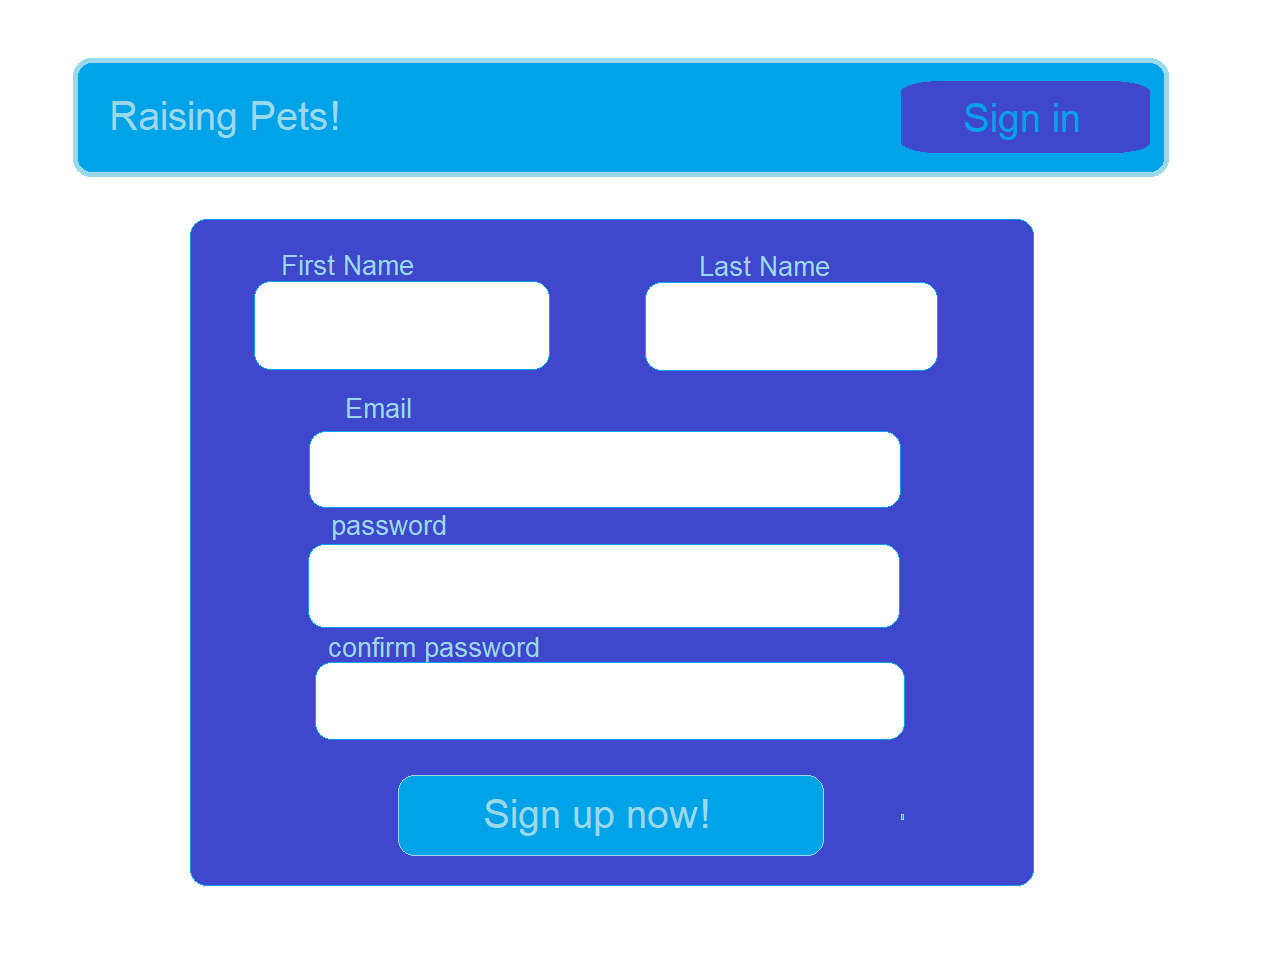 Raising Pets!
Sign in
First Name
Last Name
Email
password
confirm password
Sign up now!